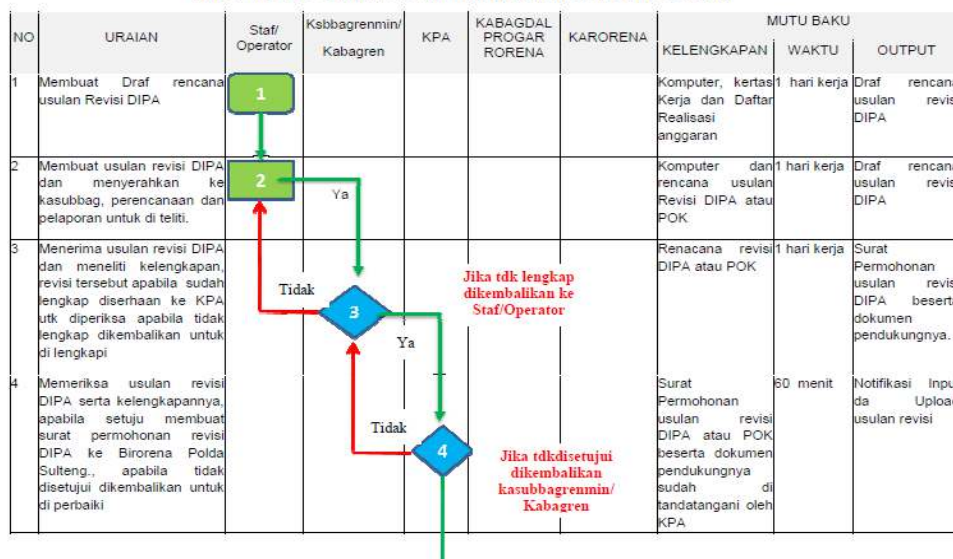 NO
URAIAN
Staf/
Operator
Ksbbagrenmin/
Kabagren
KPA
KABAGDAL
PROGAR
RORENA
KARORENA
MUTU BAKU
KELENGKAPAN
WAKTU
OUTPUT
1
Membuat Draf rencana
usulan Revisi DIPA
1
Komputer, kertas
Kerja dan Daftar
Realisasi
anggaran
1 hari kerja
Draf rencana
usulan revisi
DIPA
2
Membuat usulan revisi DIPA
dan menyerahkan ke
kasubbag, perencanaan dan
pelaporan untuk di teliti.
2
Ya
Komputer dan
rencana usulan
Revisi DIPA atau
POK
1 hari kerja
Draf rencana
usulan revisi
DIPA
3
Menerima usulan revisi DIPA
dan meneliti kelengkapan,
revisi tersebut apabila sudah
lengkap diserhaan ke KPA
utk diperiksa apabila tidak
lengkap dikembalikan untuk
di lengkapi
Tidak
3
Ya
Jika tdk lengkap
dikembalikan ke
Staf/Operator
Renacana revisi
DIPA atau POK
1 hari kerja
Surat
Permohonan
usulan revisi
DIPA beserta
dokumen
pendukungnya.
4
Memeriksa usulan revisi
DIPA serta kelengkapannya,
apabila setuju membuat
surat permohonan revisi
DIPA ke Birorena Polda
Sulteng., apabila tidak
disetujui dikembalikan untuk
di perbaiki
Tidak
4
Jika tdkdisetujui
dikembalikan
kasubbagrenmin/
Kabagren
Surat
Permohonan
usulan revisi
DIPA atau POK
beserta dokumen
pendukungnya
sudah di
tandatangani oleh
KPA
60 menit
Notifikasi Input
da Upload
usulan revisi